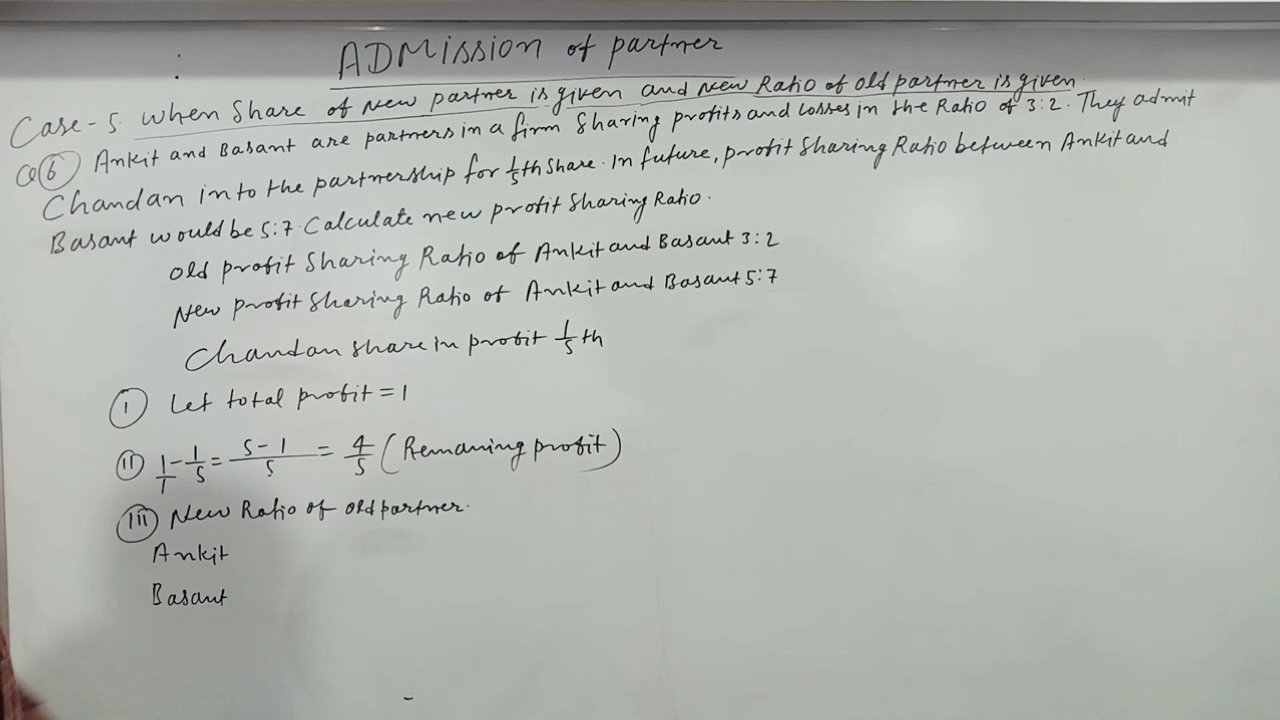 ADMission of partner
Case-5 when Share of New partner is given and New Ratio of old partner is given.
Q6 Ankit and Basant are partners in a firm Sharing profits and Losses in the Ratio of 3:2. They admit
Chandan into the partnership for 1/5th Share. In future, profit Sharing Ratio between Ankit and
Basant would be 5:7. Calculate new profit Sharing Ratio.
old profit Sharing Ratio of Ankit and Basant 3:2
New profit Sharing Ratio of Ankit and Basant 5:7
Chandan share in profit 1/5 th
(I) Let total profit = 1
(II) 1/1 - 1/5 = 5-1/5 = 4/5 (Remaning profit)
(III) New Ratio of old partner.
Ankit
Basant